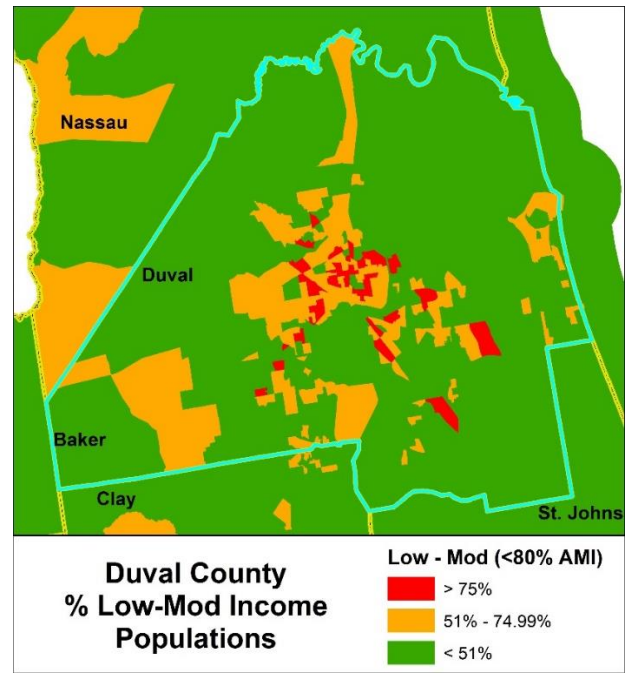 Nassau
Duval
Baker
Clay
St. Johns
Duval County
% Low-Mod Income
Populations
Low - Mod (<80% AMI)
> 75%
51% - 74.99%
< 51%